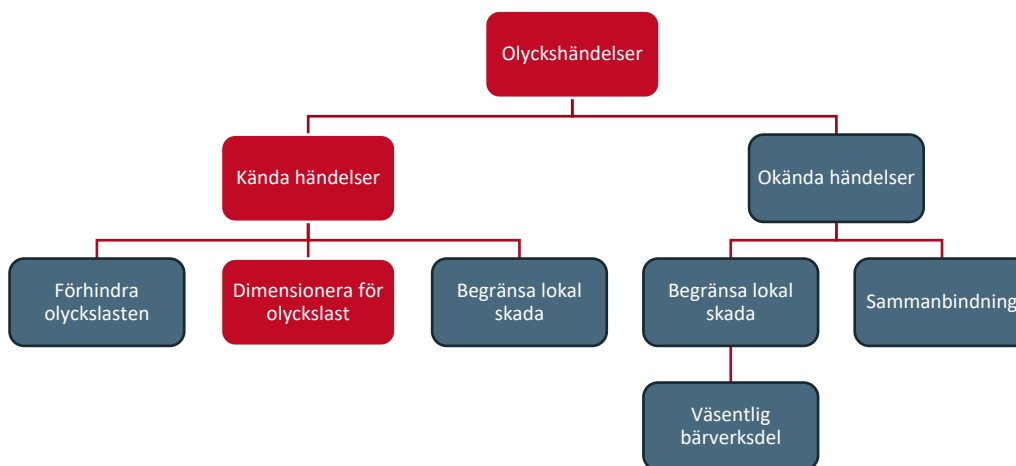 Olyckshändelser
Kända händelser
Okända händelser
Förhindra
olyckslasten
Dimensionera för
olyckslast
Begränsa lokal
skada
Begränsa lokal
skada
Sammanbindning
Väsentlig
bärverksdel